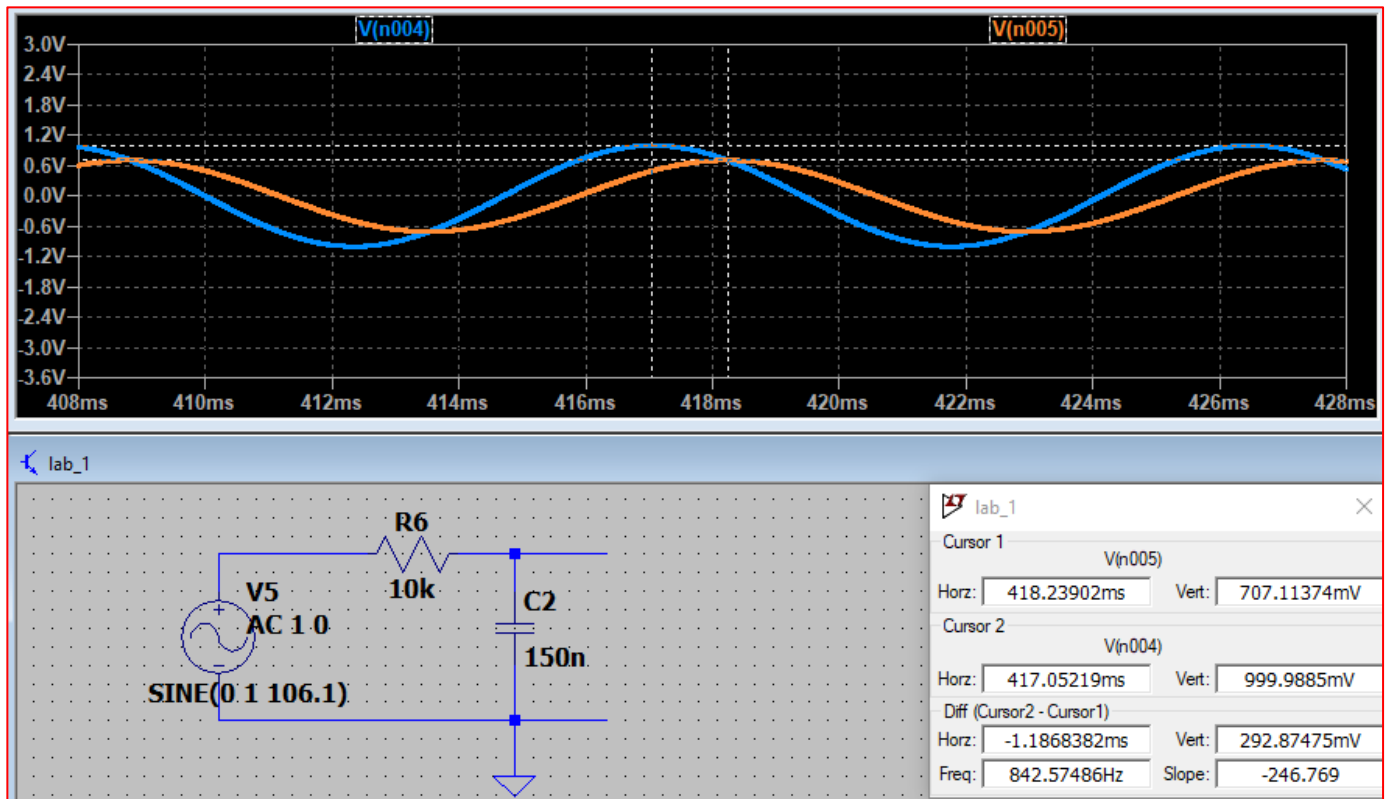 V(n004) V(n005)
3.0V
2.4V
1.8V
1.2V
0.6V
0.0V
-0.6V
-1.2V
-1.8V
-2.4V
-3.0V
-3.6V
408ms 410ms 412ms 414ms 416ms 418ms 420ms 422ms 424ms 426ms 428ms
lab_1
R6
10k
V5
AC 1 0
SINE(0 1 106.1)
C2
150n
lab_1
Cursor 1
V(n005)
Horz: 418.23902ms Vert: 707.11374mV
Cursor 2
V(n004)
Horz: 417.05219ms Vert: 999.9885mV
Diff (Cursor2 - Cursor1)
Horz: -1.1868382ms Vert: 292.87475mV
Freq: 842.57486Hz Slope: -246.769